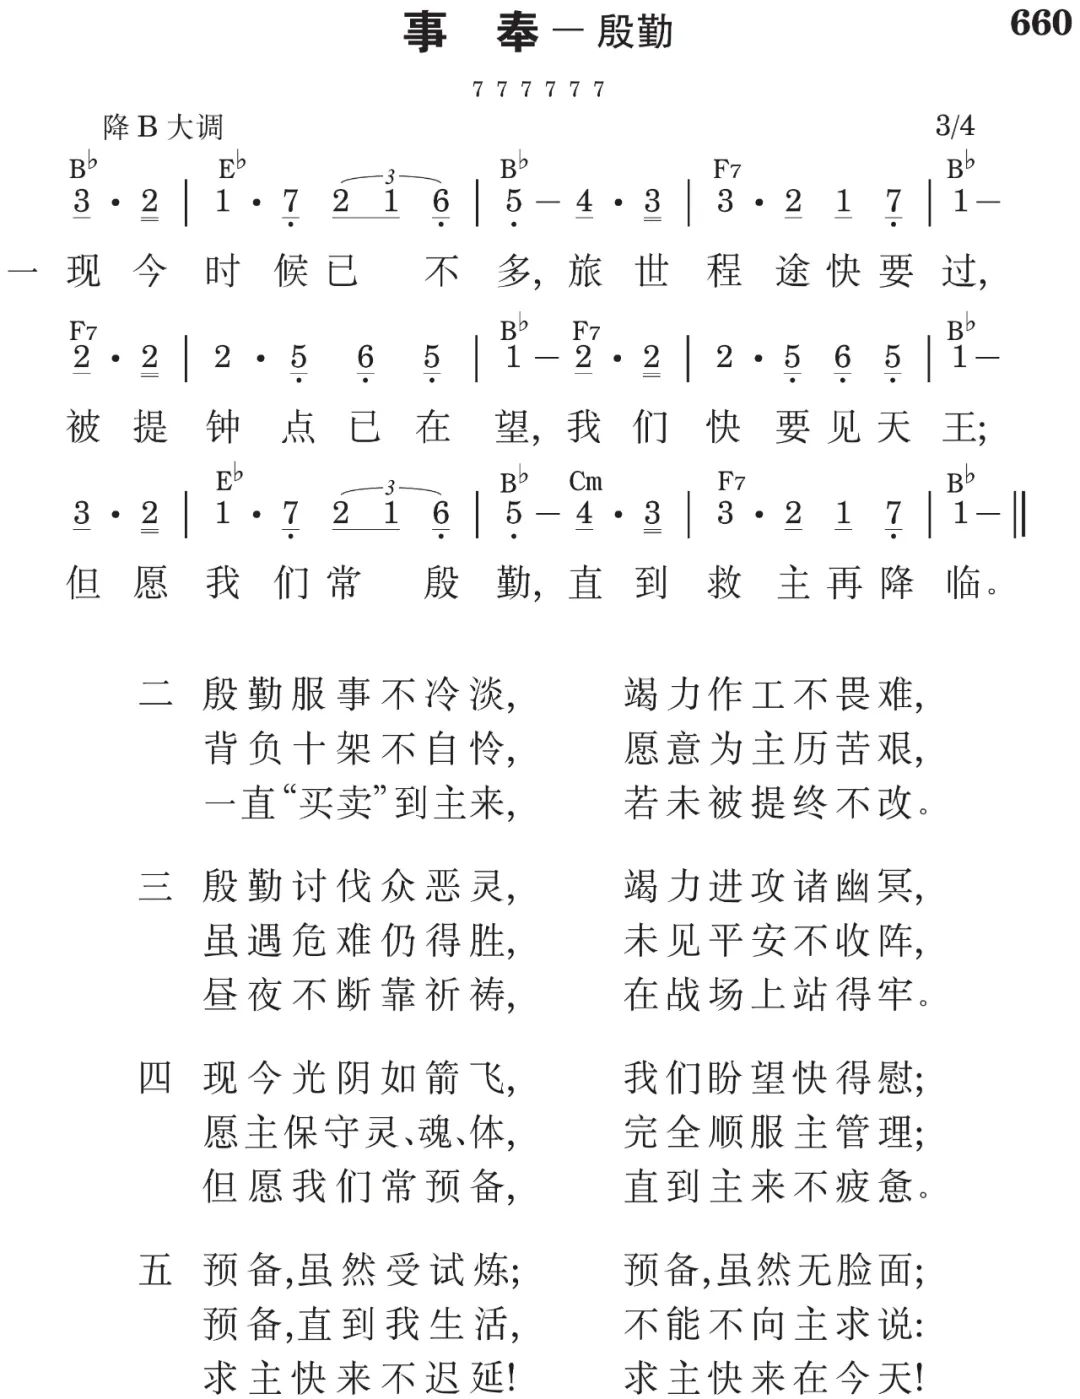 事 奉 — 殷勤 660
7 7 7 7 7 7
降 B 大调 3/4
B♭ E♭ B♭ F7 B♭
3 · 2 | 1 · 7 2 1 6 | 5 – 4 · 3 | 3 · 2 1 7 | 1 –
3
一 现 今 时 候 已 不 多, 旅 世 程 途 快 要 过,
F7 B♭ F7 B♭
2 · 2 | 2 · 5 6 5 | 1 – 2 · 2 | 2 · 5 6 5 | 1 –
被 提 钟 点 已 在 望, 我 们 快 要 见 天 王;
E♭ B♭ Cm F7 B♭
3 · 2 | 1 · 7 2 1 6 | 5 – 4 · 3 | 3 · 2 1 7 | 1 – ‖
3
但 愿 我 们 常 殷 勤, 直 到 救 主 再 降 临。
二 殷勤服事不冷淡, 竭力作工不畏难,
背负十架不自怜, 愿意为主历苦艰,
一直“买卖”到主来, 若未被提终不改。
三 殷勤讨伐众恶灵, 竭力进攻诸幽冥,
虽遇危难仍得胜, 未见平安不收阵,
昼夜不断靠祈祷, 在战场上站得牢。
四 现今光阴如箭飞, 我们盼望快得慰;
愿主保守灵、魂、体, 完全顺服主管理;
但愿我们常预备, 直到主来不疲惫。
五 预备,虽然受试炼; 预备,虽然无脸面;
预备,直到我生活, 不能不向主求说:
求主快来不迟延! 求主快来在今天!